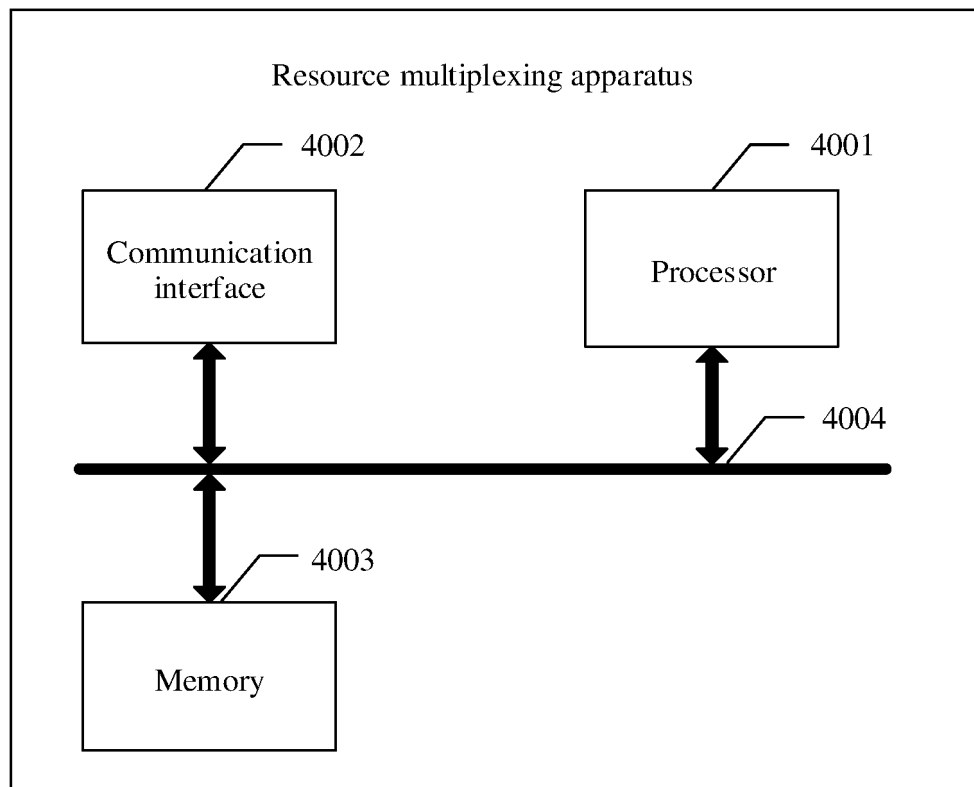 Resource multiplexing apparatus
4002
4001
Communication
interface
Processor
4004
4003
Memory